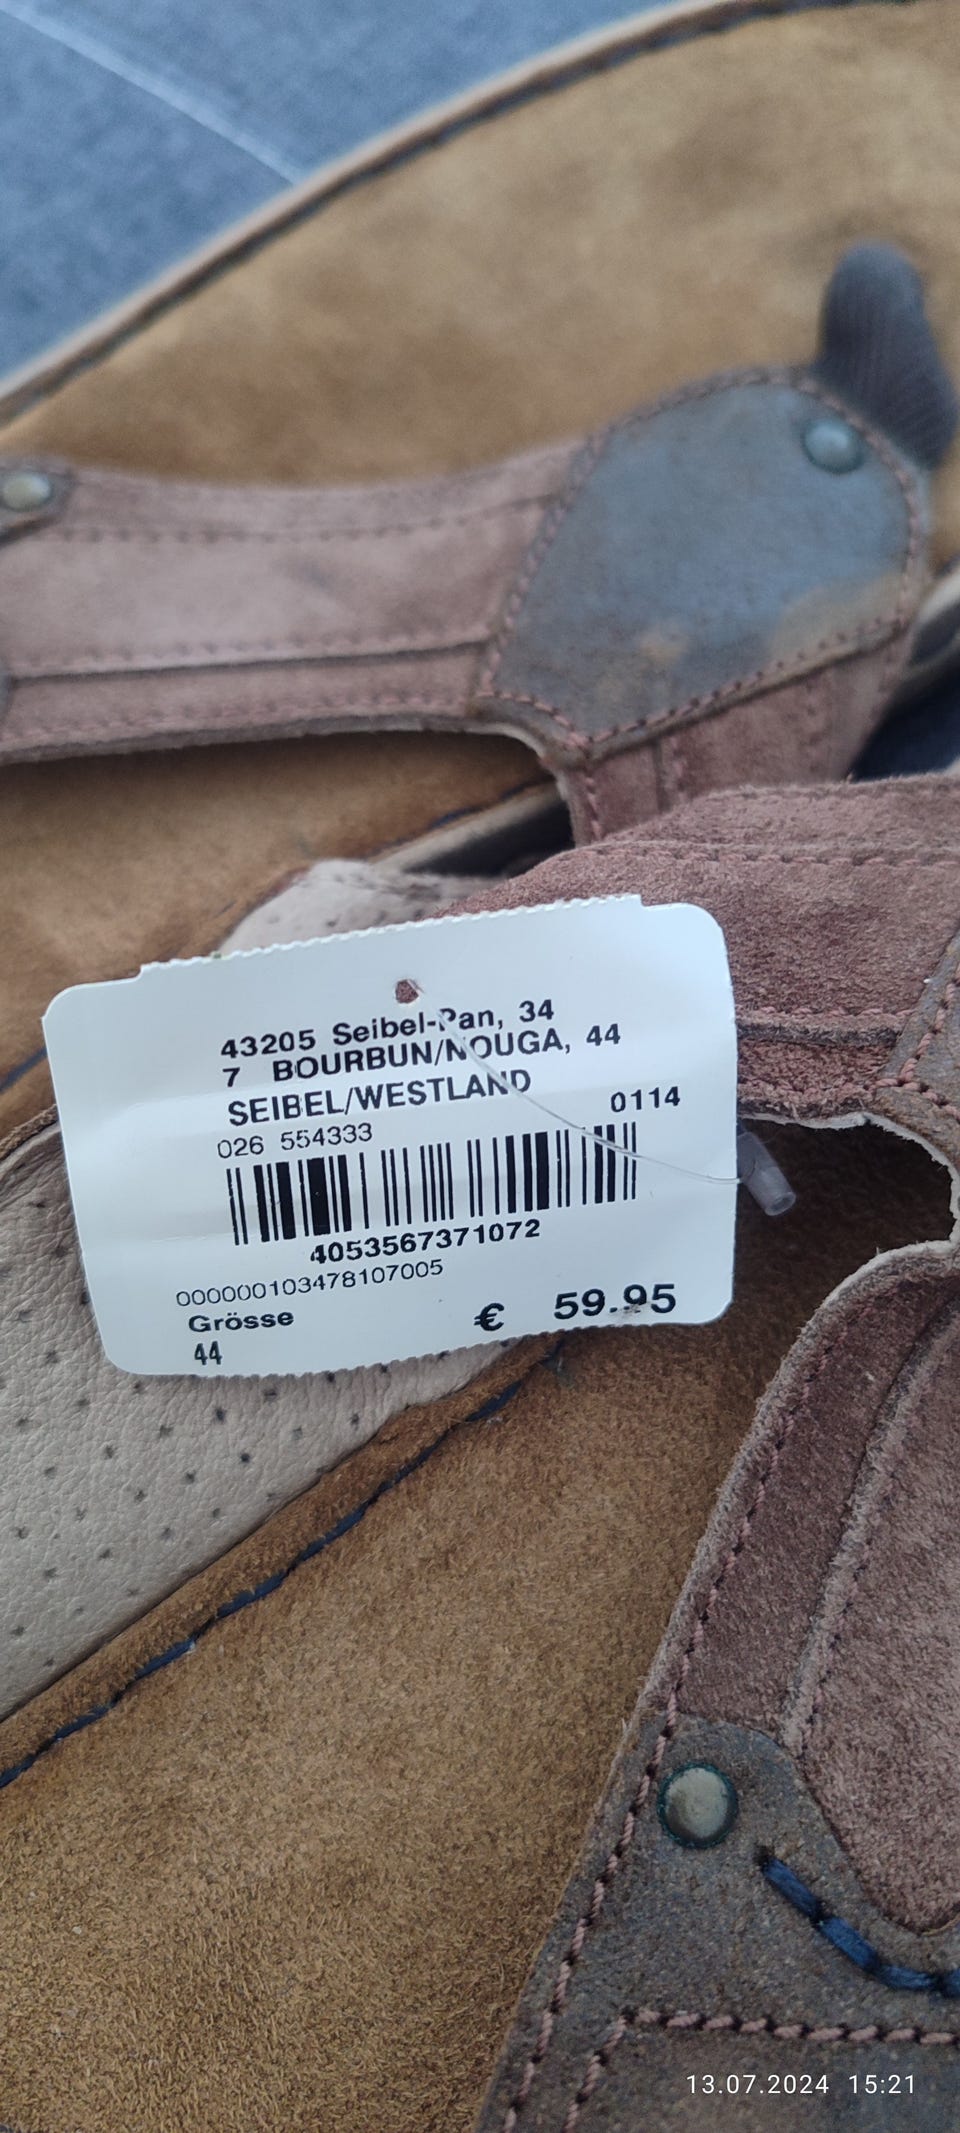 43205 Seibel-Pan, 34
7 BOURBUN/NOUGA, 44
SEIBEL/WESTLAND
0114
026 554333
4053567371072
000000103478107005
Grösse
€ 59.95
44
13.07.2024 15:21